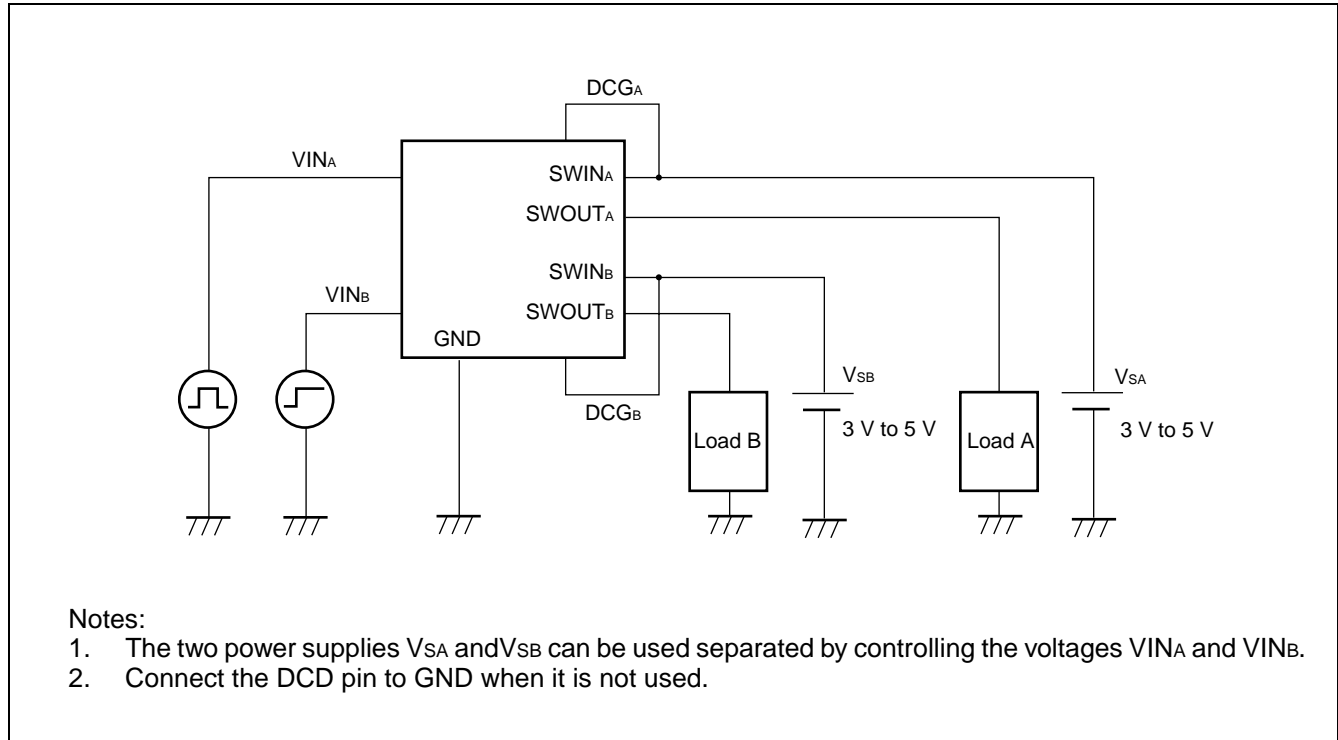 DCGA
VINA
SWINA
SWOUTA
SWINB
VINB
SWOUTB
GND
DCGB
VSB
3 V to 5 V
VSA
3 V to 5 V
Load B
Load A
Notes:
1. The two power supplies VSA andVSB can be used separated by controlling the voltages VINA and VINB.
2. Connect the DCD pin to GND when it is not used.